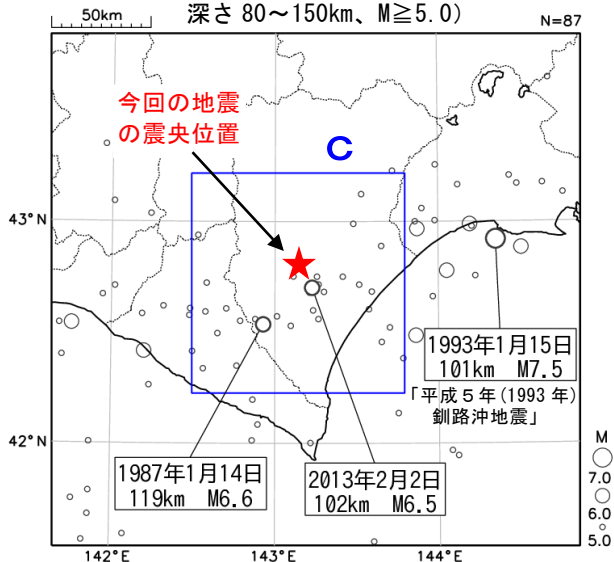 50km
深さ 80～150km、M≧5.0)
N=87
今回の地震
の震央位置
C
43°N
1993年1月15日
101km M7.5
「平成５年(1993 年)
釧路沖地震」
42°N
1987年1月14日
119km M6.6
2013年2月2日
102km M6.5
M
7.0
6.0
5.0
142°E
143°E
144°E